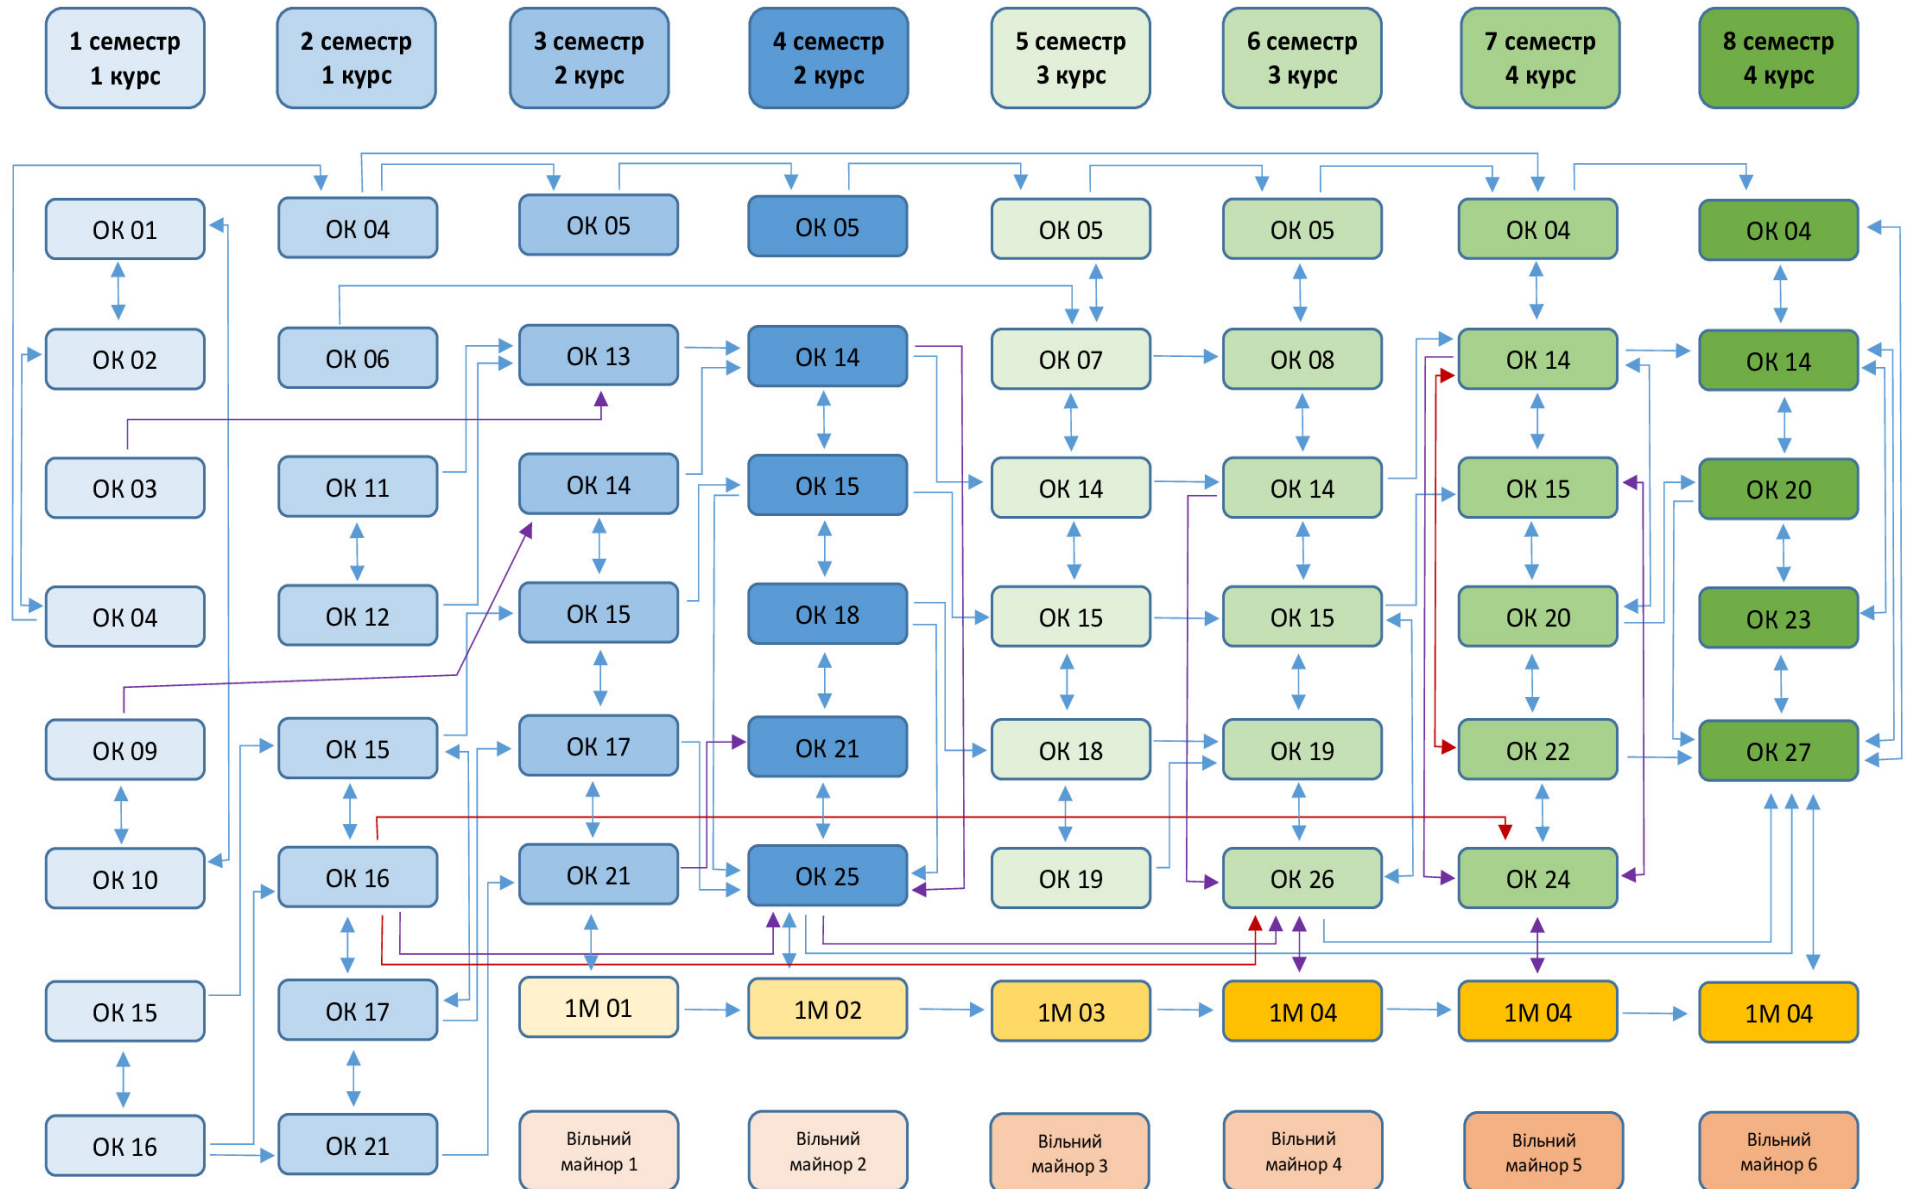 1 семестр
1 курс
2 семестр
1 курс
3 семестр
2 курс
4 семестр
2 курс
5 семестр
3 курс
6 семестр
3 курс
7 семестр
4 курс
8 семестр
4 курс
ОК 01
ОК 04
ОК 05
ОК 05
ОК 05
ОК 05
ОК 04
ОК 04
ОК 02
ОК 06
ОК 13
ОК 14
ОК 07
ОК 08
ОК 14
ОК 14
ОК 03
ОК 11
ОК 14
ОК 15
ОК 14
ОК 14
ОК 15
ОК 20
ОК 04
ОК 12
ОК 15
ОК 18
ОК 15
ОК 15
ОК 20
ОК 23
ОК 09
ОК 15
ОК 17
ОК 21
ОК 18
ОК 19
ОК 22
ОК 27
ОК 10
ОК 16
ОК 21
ОК 25
ОК 19
ОК 26
ОК 24
ОК 15
ОК 17
1М 01
1М 02
1М 03
1М 04
1М 04
1М 04
ОК 16
ОК 21
Вільний
майнор 1
Вільний
майнор 2
Вільний
майнор 3
Вільний
майнор 4
Вільний
майнор 5
Вільний
майнор 6